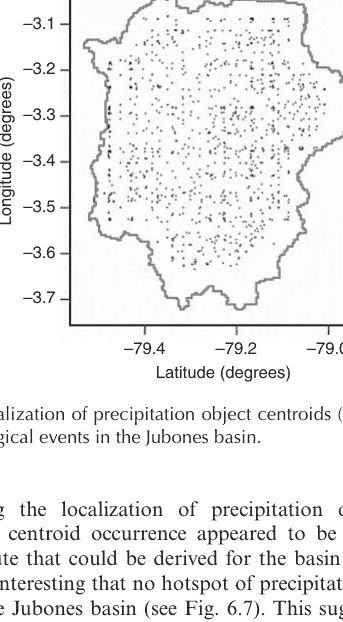 −3.1
−3.2
−3.3
−3.4
−3.5
−3.6
−3.7
Longitude (degrees)
−79.4 −79.2 −79.0
Latitude (degrees)
alization of precipitation object centroids (
gical events in the Jubones basin.
g the localization of precipitation
centroid occurrence appeared to be
ute that could be derived for the basin
nteresting that no hotspot of precipitat
e Jubones basin (see Fig. 6.7). This sug